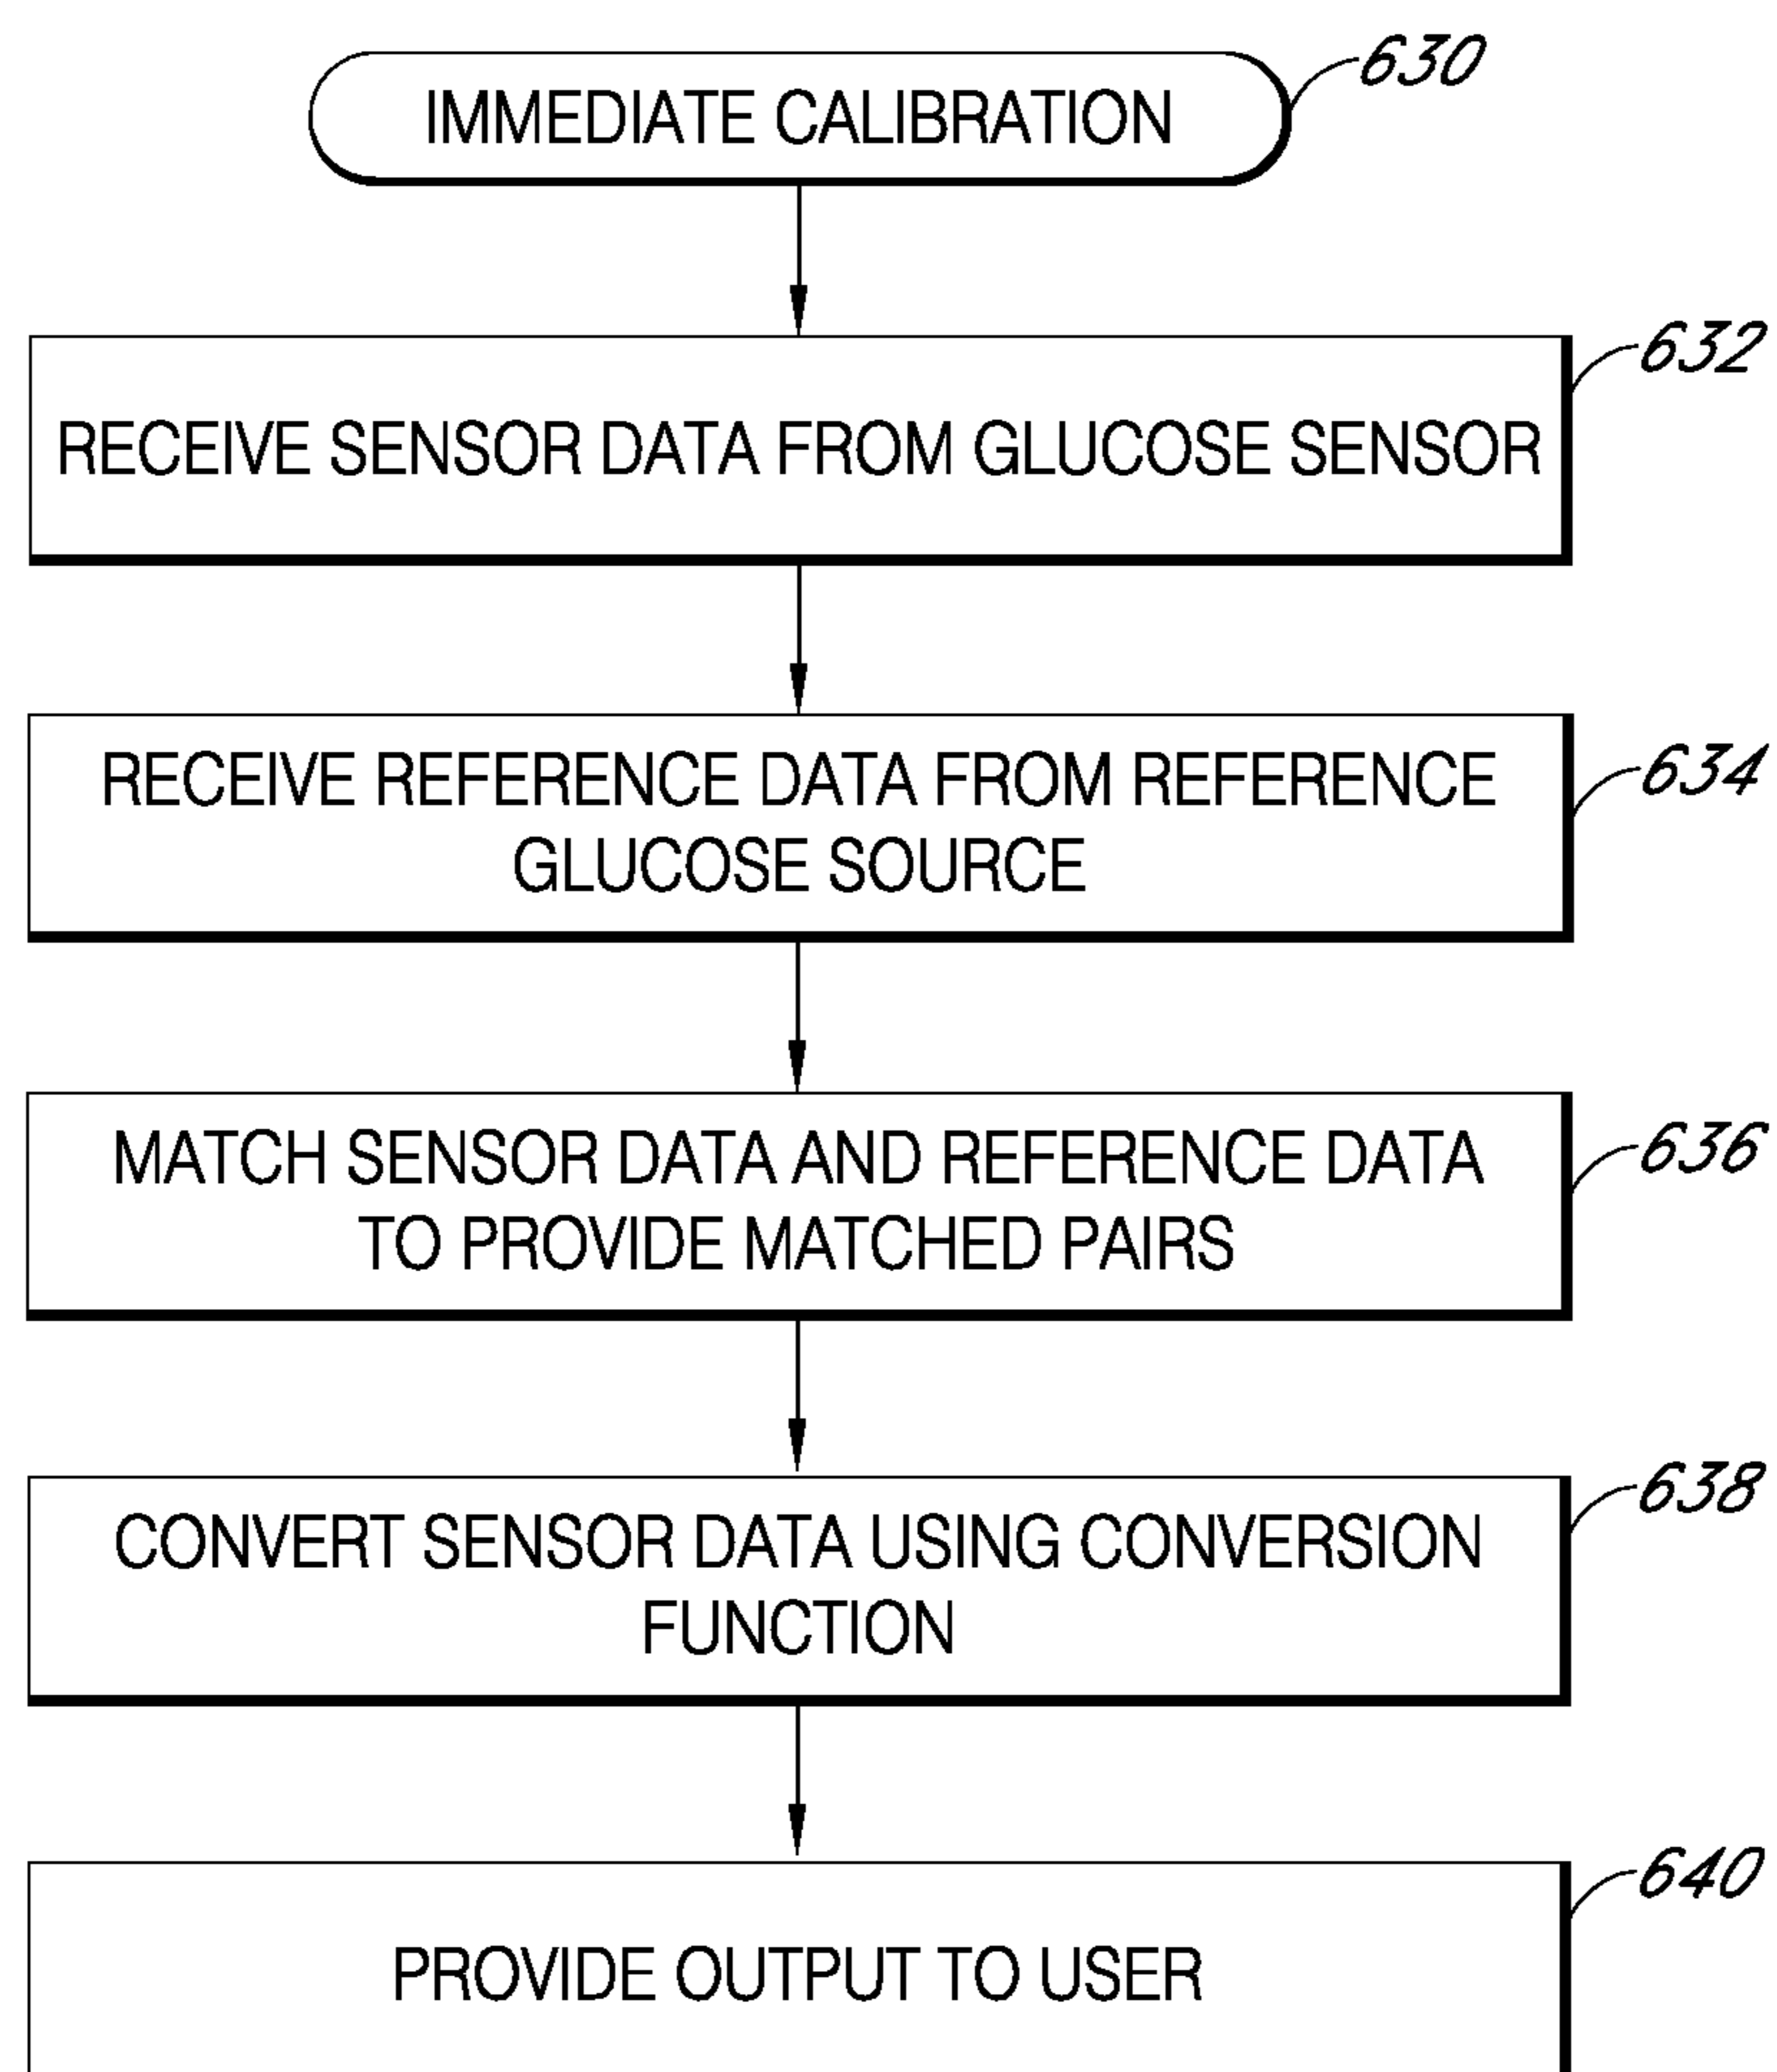 IMMEDIATE CALIBRATION
630
RECEIVE SENSOR DATA FROM GLUCOSE SENSOR
632
RECEIVE REFERENCE DATA FROM REFERENCE
GLUCOSE SOURCE
634
MATCH SENSOR DATA AND REFERENCE DATA
TO PROVIDE MATCHED PAIRS
636
CONVERT SENSOR DATA USING CONVERSION
FUNCTION
638
PROVIDE OUTPUT TO USER
640